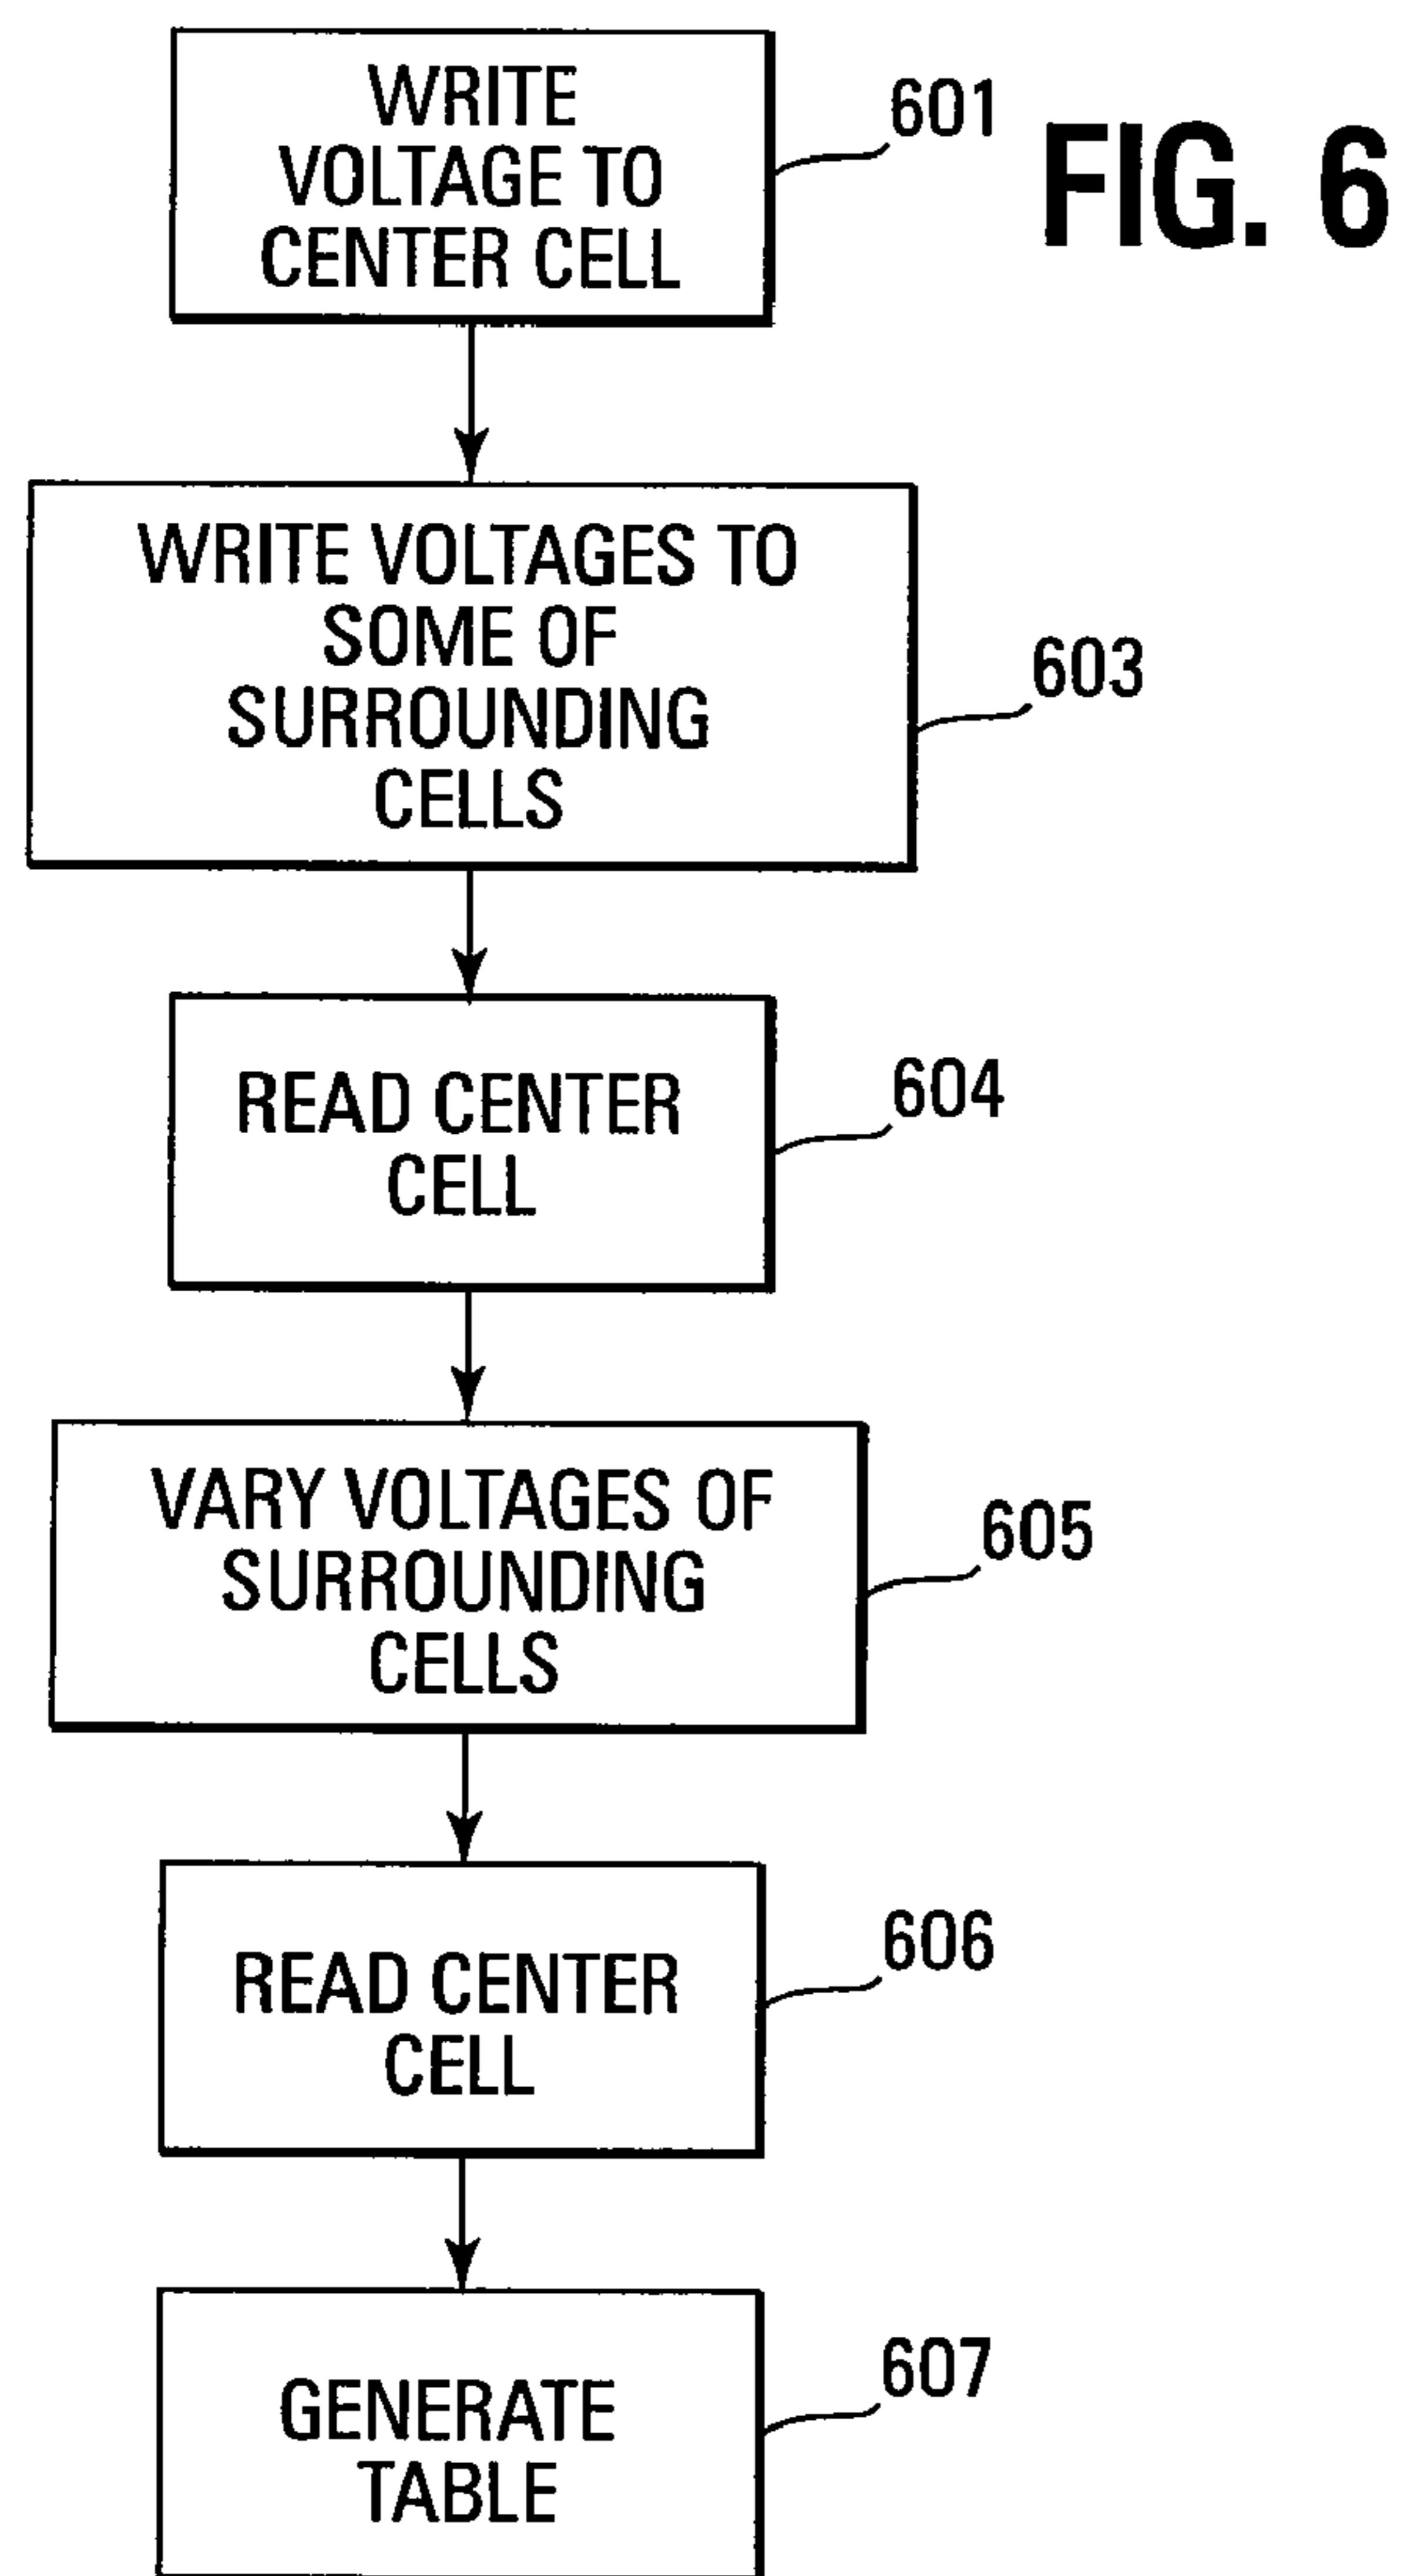 WRITE
VOLTAGE TO
CENTER CELL
601
FIG. 6
WRITE VOLTAGES TO
SOME OF
SURROUNDING
CELLS
603
READ CENTER
CELL
604
VARY VOLTAGES OF
SURROUNDING
CELLS
605
READ CENTER
CELL
606
GENERATE
TABLE
607